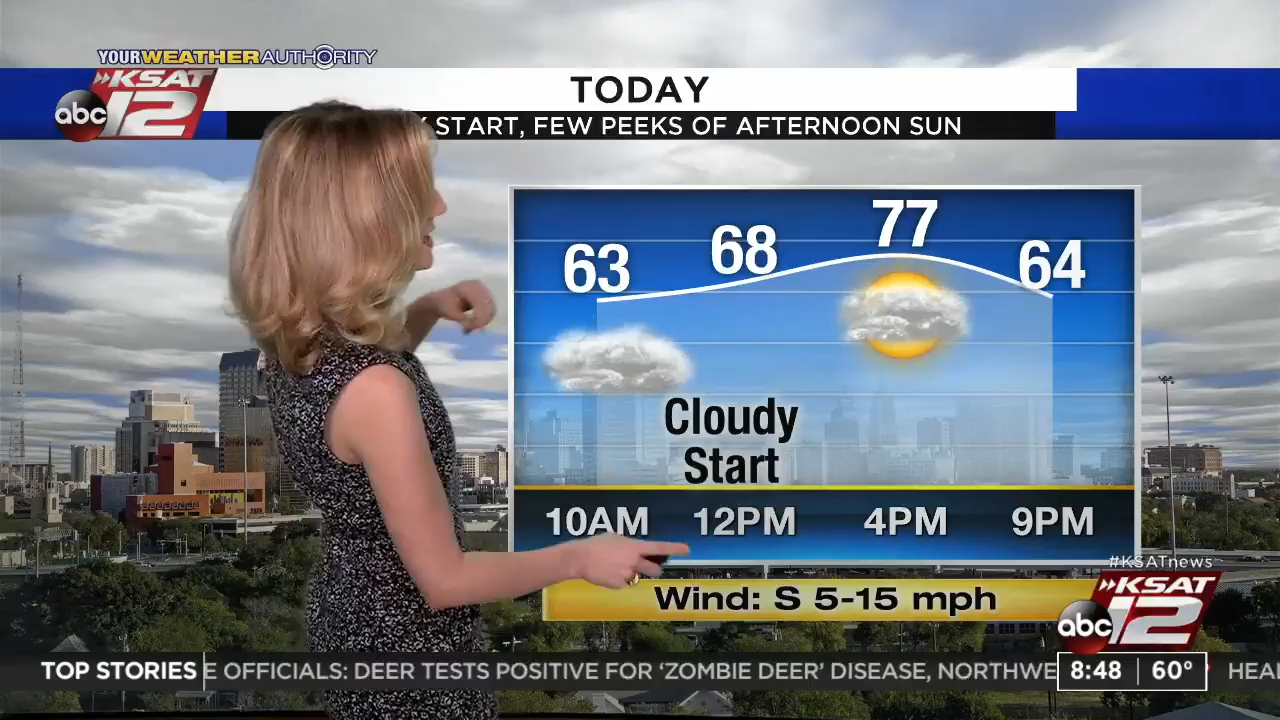 YOURWEATHERAUTHORITY
»KSAT
abc 12
TODAY
START, FEW PEEKS OF AFTERNOON SUN
63 68 77 64
Cloudy
Start
10AM 12PM 4PM 9PM
Wind: S 5-15 mph
#KSATnews
»KSAT
abc 12
TOP STORIES E OFFICIALS: DEER TESTS POSITIVE FOR ‘ZOMBIE DEER’ DISEASE, NORTHWE 8:48 60° HEAL